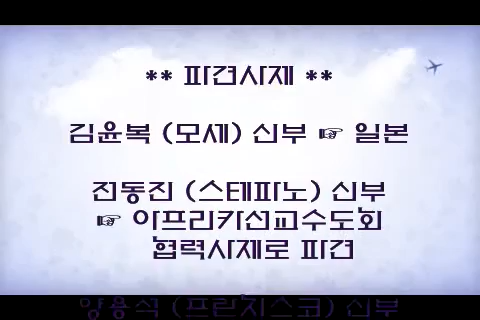 ** 파견사제 **
김윤복 (모세) 신부 ☞ 일본
진동진 (스테파노) 신부
☞ 아프리카선교수도회
협력사제로 파견
양용석 (프란치스코) 신부